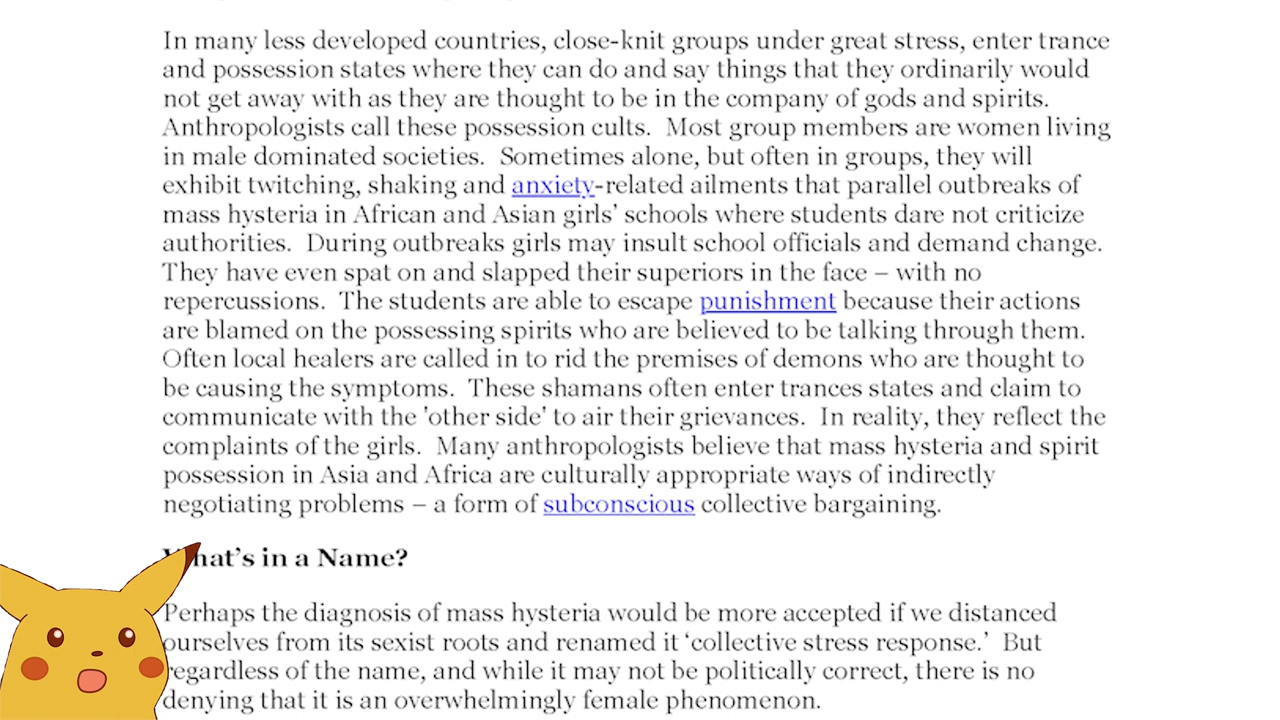 In many less developed countries, close-knit groups under great stress, enter trance
and possession states where they can do and say things that they ordinarily would
not get away with as they are thought to be in the company of gods and spirits.
Anthropologists call these possession cults.  Most group members are women living
in male dominated societies.  Sometimes alone, but often in groups, they will
exhibit twitching, shaking and anxiety-related ailments that parallel outbreaks of
mass hysteria in African and Asian girls’ schools where students dare not criticize
authorities.  During outbreaks girls may insult school officials and demand change.
They have even spat on and slapped their superiors in the face – with no
repercussions.  The students are able to escape punishment because their actions
are blamed on the possessing spirits who are believed to be talking through them.
Often local healers are called in to rid the premises of demons who are thought to
be causing the symptoms.  These shamans often enter trances states and claim to
communicate with the 'other side' to air their grievances.  In reality, they reflect the
complaints of the girls.  Many anthropologists believe that mass hysteria and spirit
possession in Asia and Africa are culturally appropriate ways of indirectly
negotiating problems – a form of subconscious collective bargaining.
What’s in a Name?
Perhaps the diagnosis of mass hysteria would be more accepted if we distanced
ourselves from its sexist roots and renamed it ‘collective stress response.’  But
regardless of the name, and while it may not be politically correct, there is no
denying that it is an overwhelmingly female phenomenon.